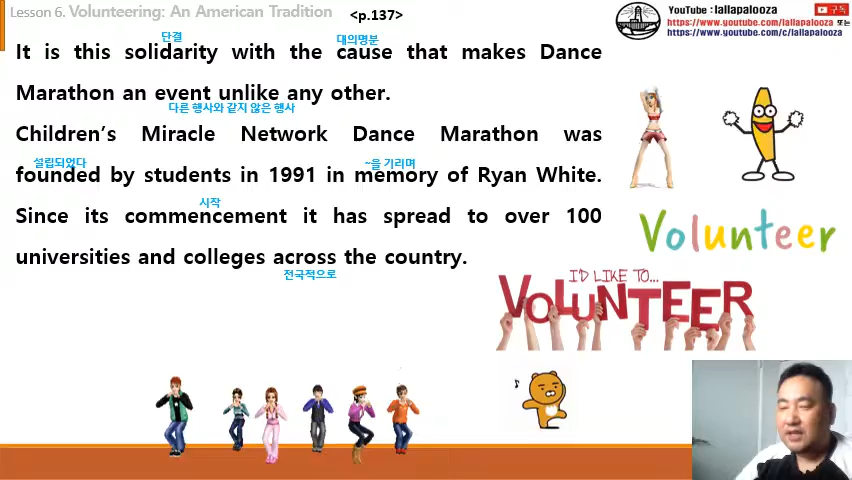 Lesson 6. Volunteering: An American Tradition
<p.137>
YouTube : lallapalooza
구독
https://www.youtube.com/lallapalooza 또는
https://www.youtube.com/c/lallapalooza
단결
대의명분
It is this solidarity with the cause that makes Dance
Marathon an event unlike any other.
다른 행사와 같지 않은 행사
Children’s Miracle Network Dance Marathon was
설립되었다
~을 기리며
founded by students in 1991 in memory of Ryan White.
시작
Since its commencement it has spread to over 100
universities and colleges across the country.
전국적으로
Volunteer
I'D LIKE TO...
VOLUNTEER